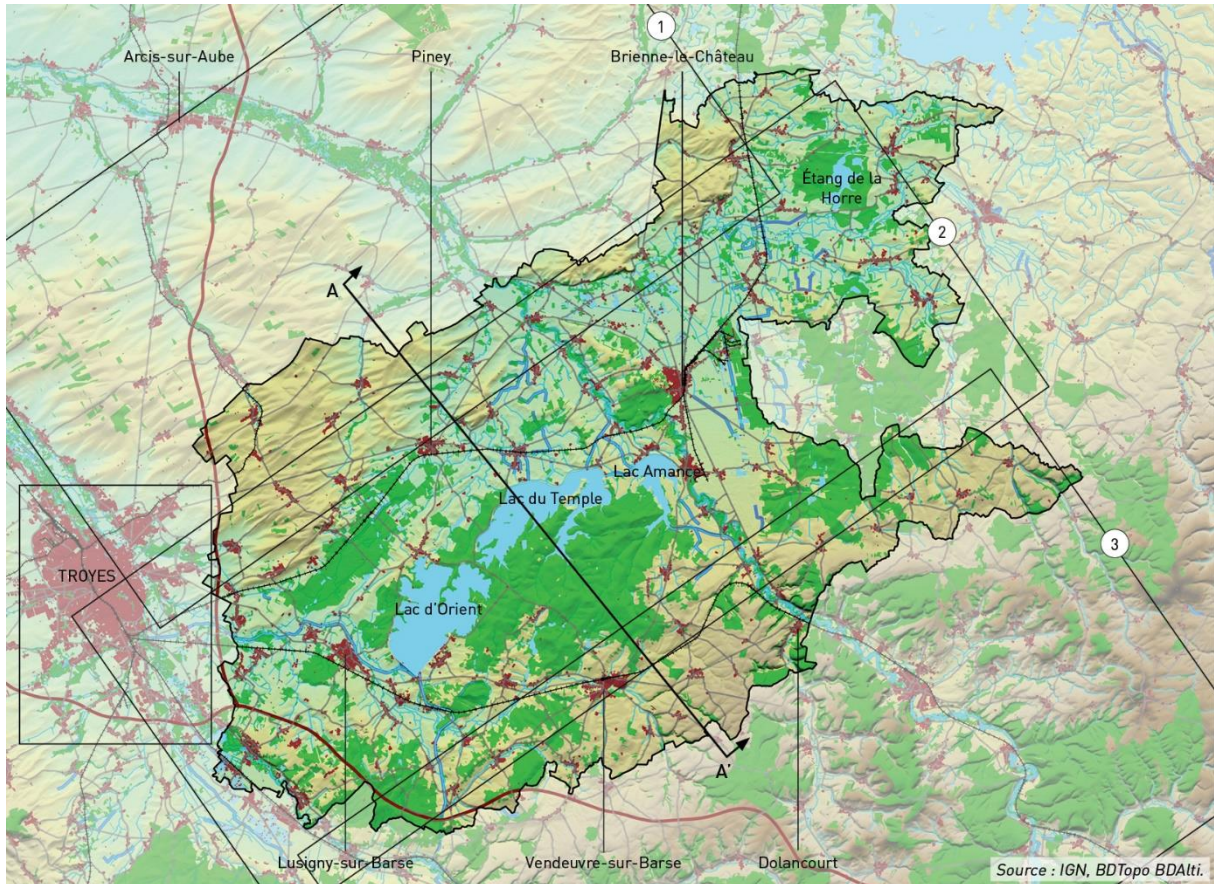 1
Arcis-sur-Aube
Piney
Brienne-le-Château
Étang de la
Horre
2
A
Lac Amance
Lac du Temple
3
TROYES
Lac d'Orient
A'
Lusigny-sur-Barse
Vendeuvre-sur-Barse
Dolancourt
Source : IGN, BDTopo BDAlti.